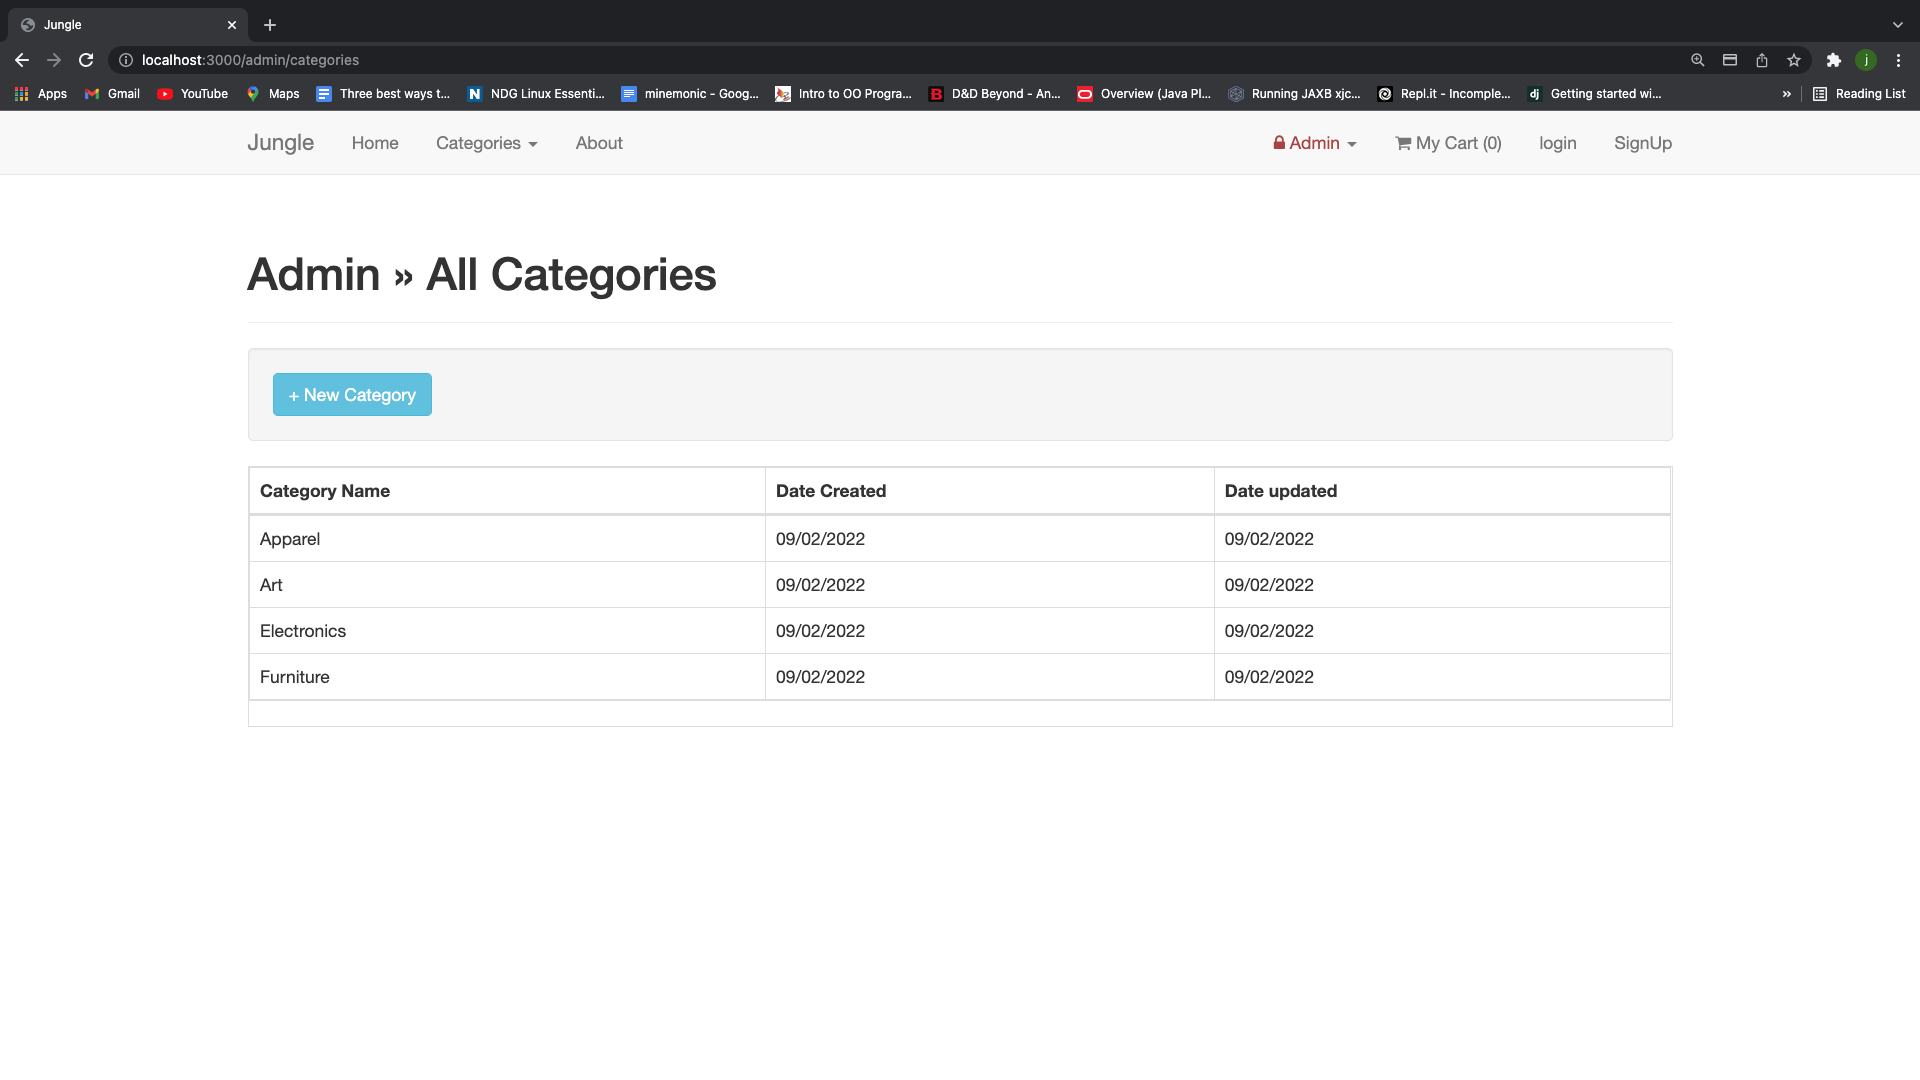 Jungle
localhost:3000/admin/categories
j
Apps Gmail YouTube Maps Three best ways t... NDG Linux Essenti... minemonic - Goog... Intro to OO Progra... D&D Beyond - An... Overview (Java Pl... Running JAXB xjc... Repl.it - Incomple... dj Getting started wi... » Reading List
Jungle Home Categories About Admin My Cart (0) login SignUp
Admin » All Categories
+ New Category
Category Name Date Created Date updated
Apparel 09/02/2022 09/02/2022
Art 09/02/2022 09/02/2022
Electronics 09/02/2022 09/02/2022
Furniture 09/02/2022 09/02/2022